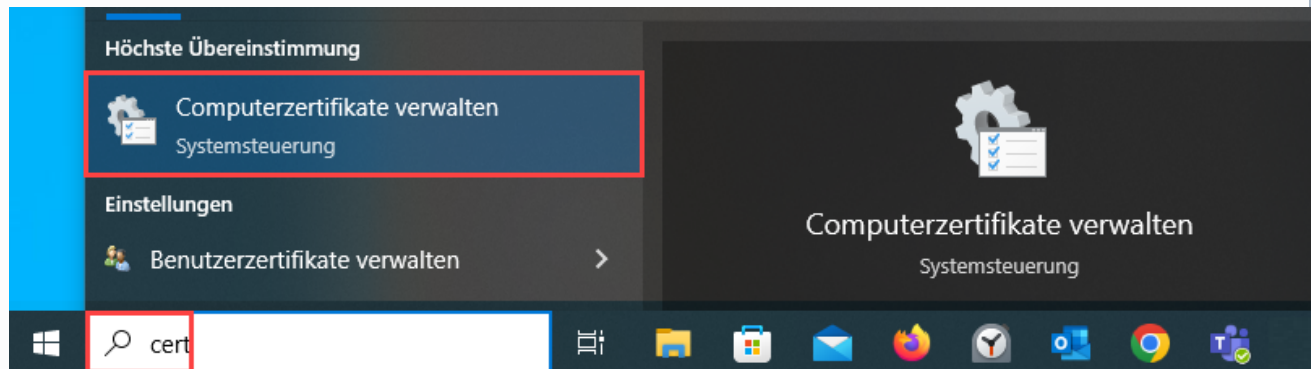 Höchste Übereinstimmung
Computerzertifikate verwalten
Systemsteuerung
Einstellungen
Benutzerzertifikate verwalten
Computerzertifikate verwalten
Systemsteuerung
cert